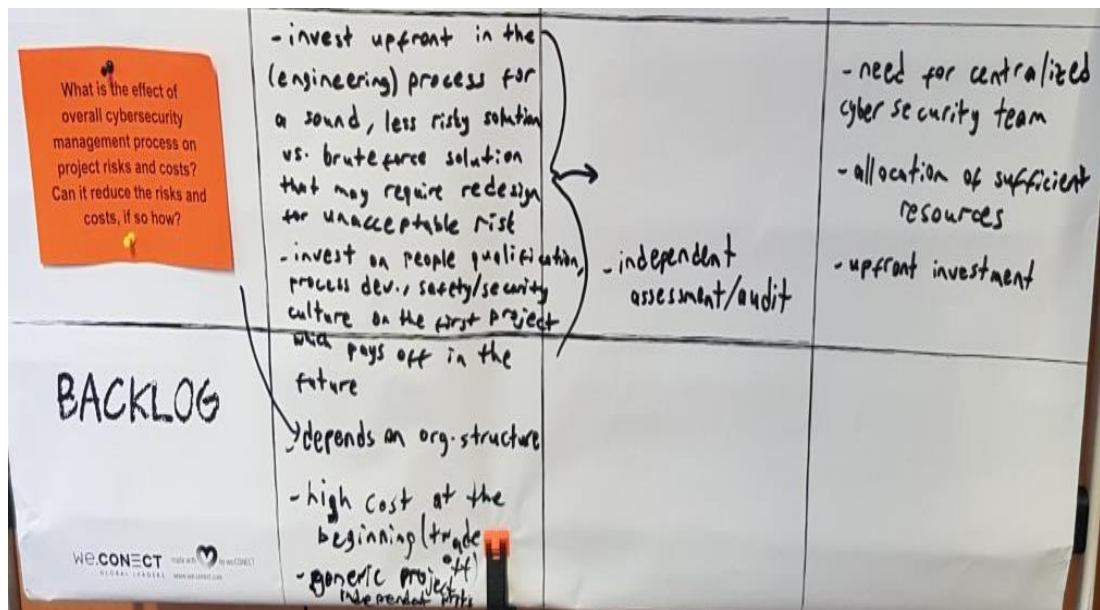 What is the effect of
overall cybersecurity
management process on
project risks and costs?
Can it reduce the risks and
costs, if so how?
- invest upfront in the
(engineering) process for
a sound, less risky solution
vs. bruteforce solution
that may require redesign
for unacceptable risk
- invest on people qualification,
process dev., safety/security
culture on the first project
which pays off in the
future
depends on org. structure
- high cost at the
beginning (trade
off)
- generic project
independent
- independent
assessment/audit
- need for centralized
cyber security team
- allocation of sufficient
resources
- upfront investment
BACKLOG
we.CONECT
GLOBAL LEADERS
made with
by we.CONECT
www.we-conect.com